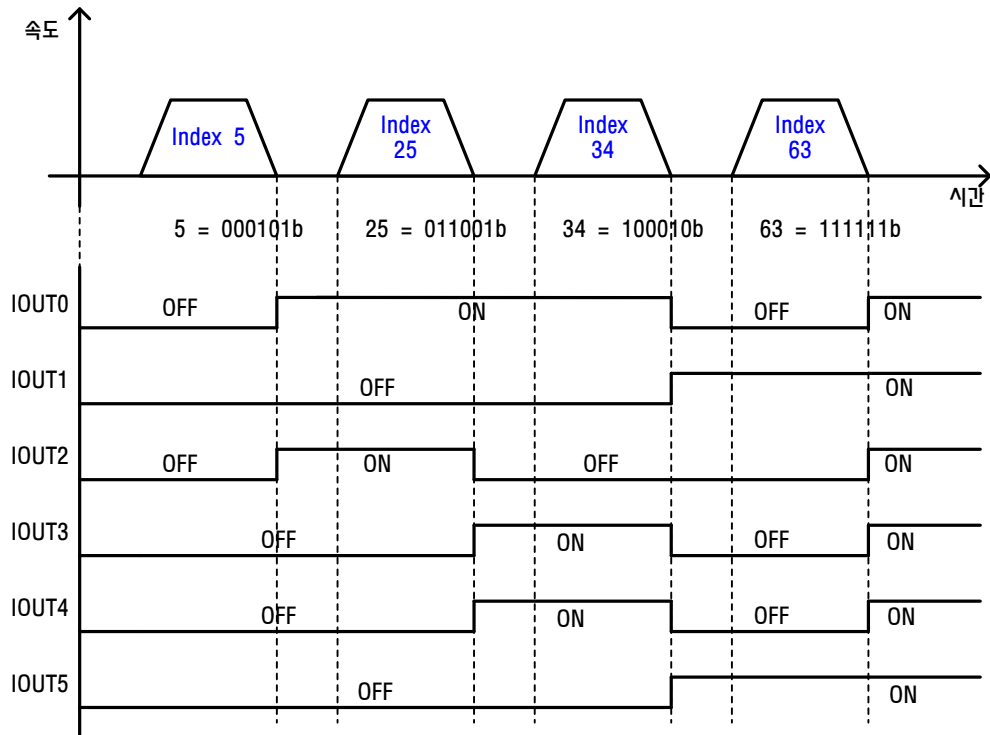 속도
Index 5
Index
25
Index
34
Index
63
시간
5 = 000101b 25 = 011001b 34 = 100010b 63 = 111111b
IOUT0 OFF ON OFF ON
IOUT1 OFF ON
IOUT2 OFF ON OFF ON
IOUT3 OFF ON OFF ON
IOUT4 OFF ON OFF ON
IOUT5 OFF ON